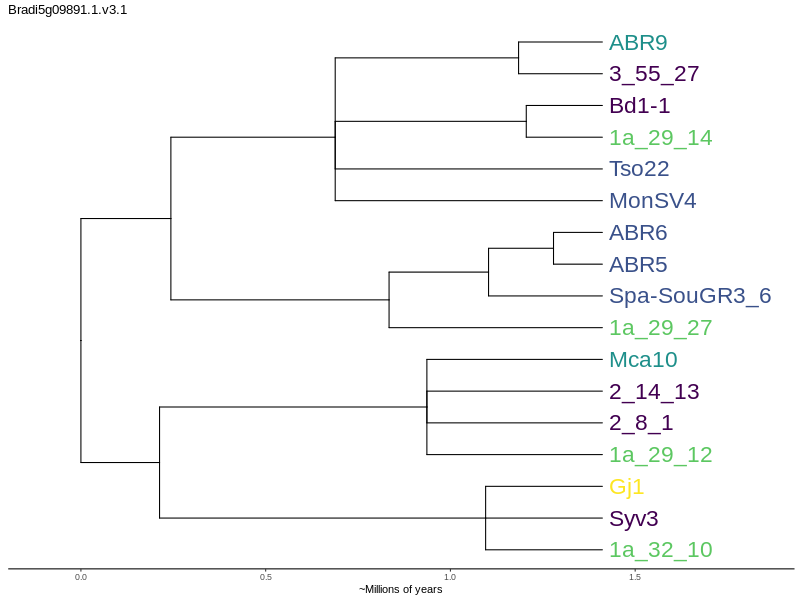 Bradi5g09891.1.v3.1
ABR9
3_55_27
Bd1-1
1a_29_14
Tso22
MonSV4
ABR6
ABR5
Spa-SouGR3_6
1a_29_27
Mca10
2_14_13
2_8_1
1a_29_12
Gj1
Syv3
1a_32_10
0.0 0.5 1.0 1.5
~Millions of years